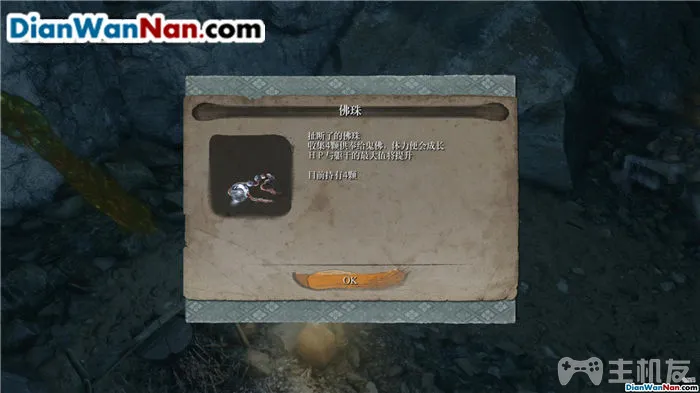 DianWanNan.com
佛珠
扯断了的佛珠
收集4颗供奉给鬼佛，体力便会成长
HP与躯干的最大值将提升
目前持有4颗
OK
主机友
DianWanNan.com